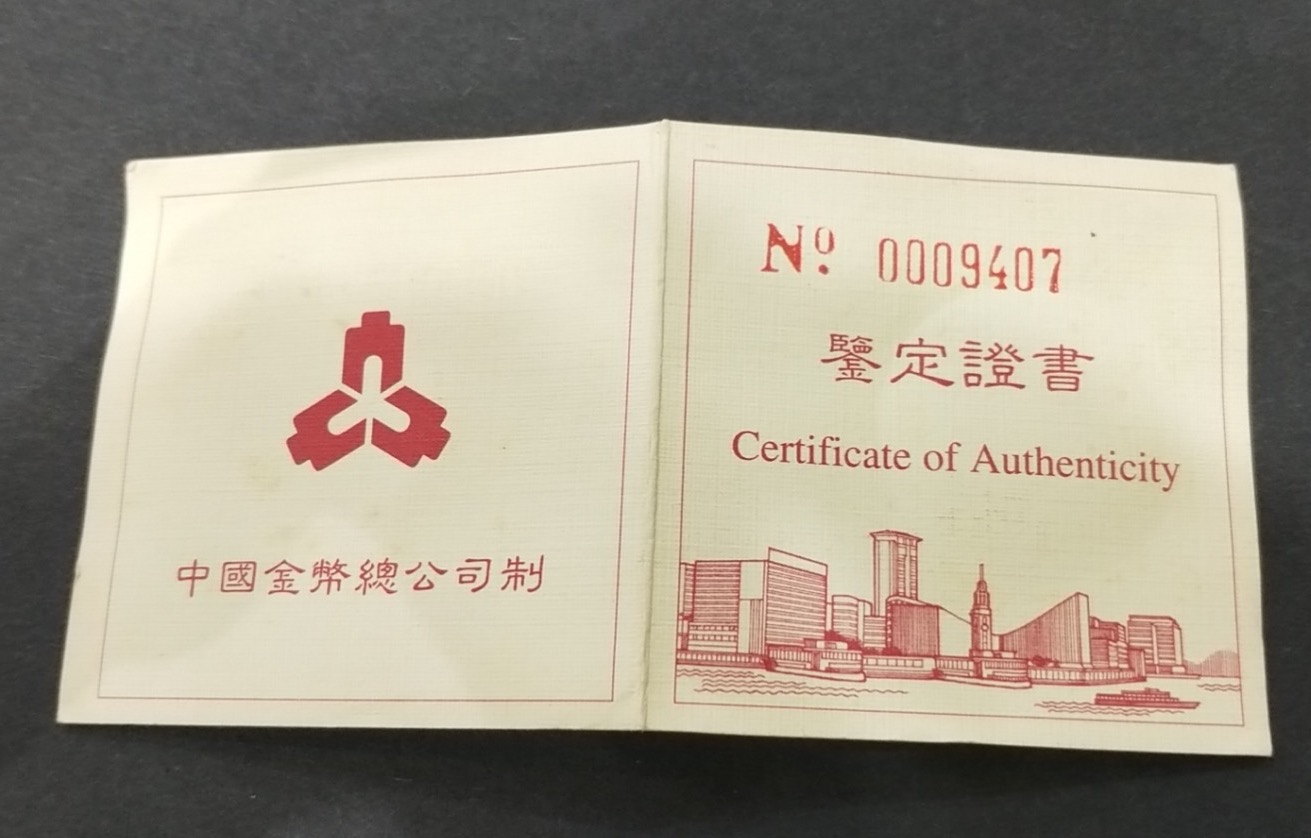 中國金幣總公司制
Nº 0009407
鑒定證書
Certificate of Authenticity